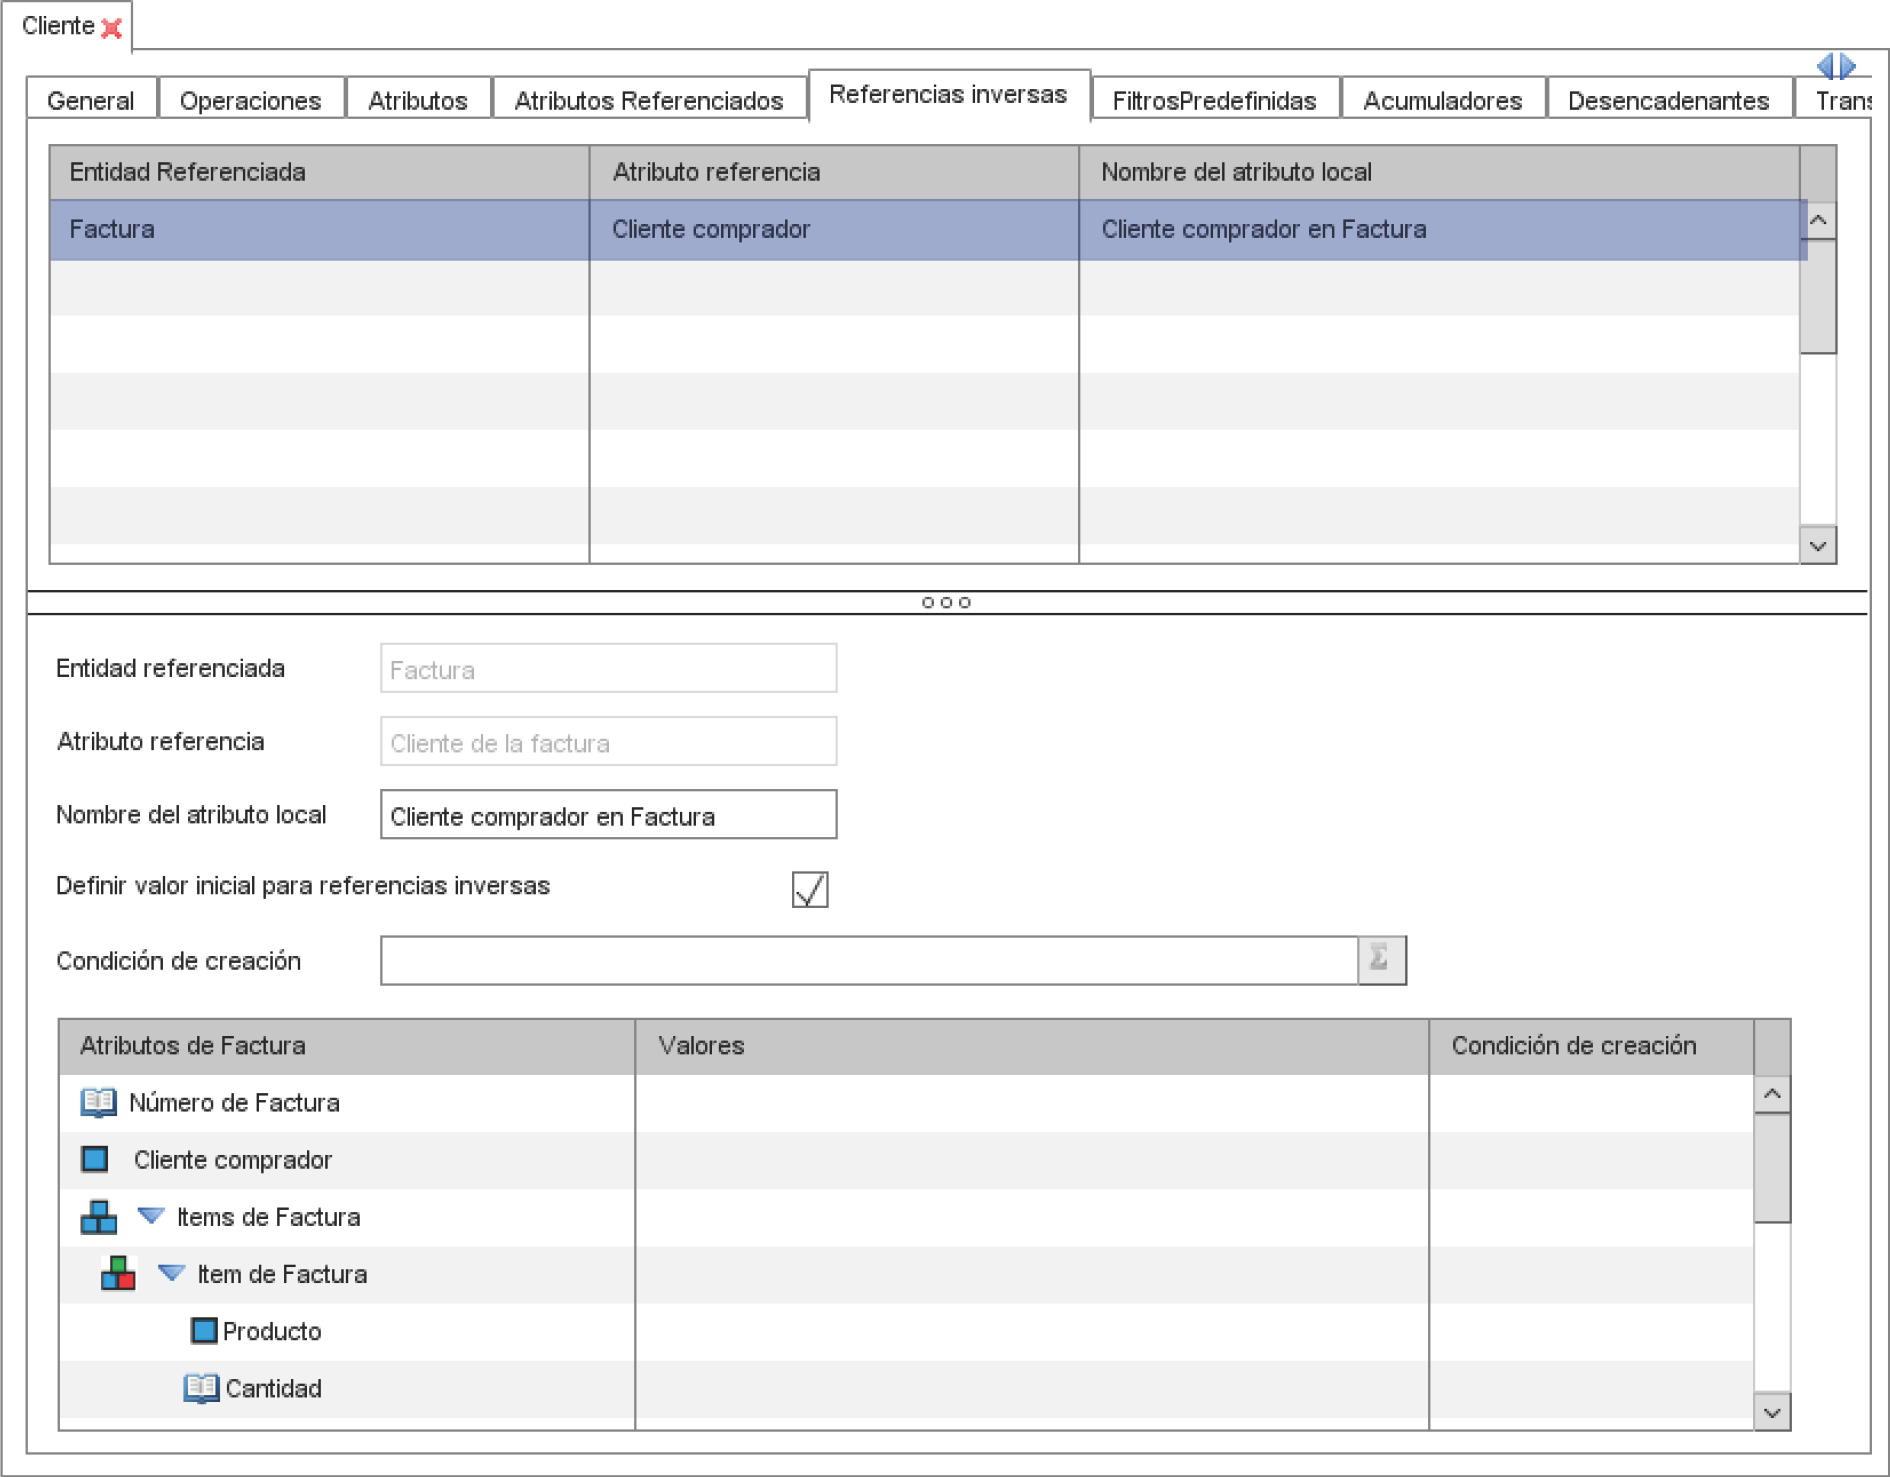 Cliente
General Operaciones Atributos Atributos Referenciados Referencias inversas FiltrosPredefinidas Acumuladores Desencadenantes Trans
Entidad Referenciada Atributo referencia Nombre del atributo local
Factura Cliente comprador Cliente comprador en Factura
Entidad referenciada Factura
Atributo referencia Cliente de la factura
Nombre del atributo local Cliente comprador en Factura
Definir valor inicial para referencias inversas
Condición de creación Σ
Atributos de Factura Valores Condición de creación
Número de Factura
Cliente comprador
Items de Factura
Item de Factura
Producto
Cantidad